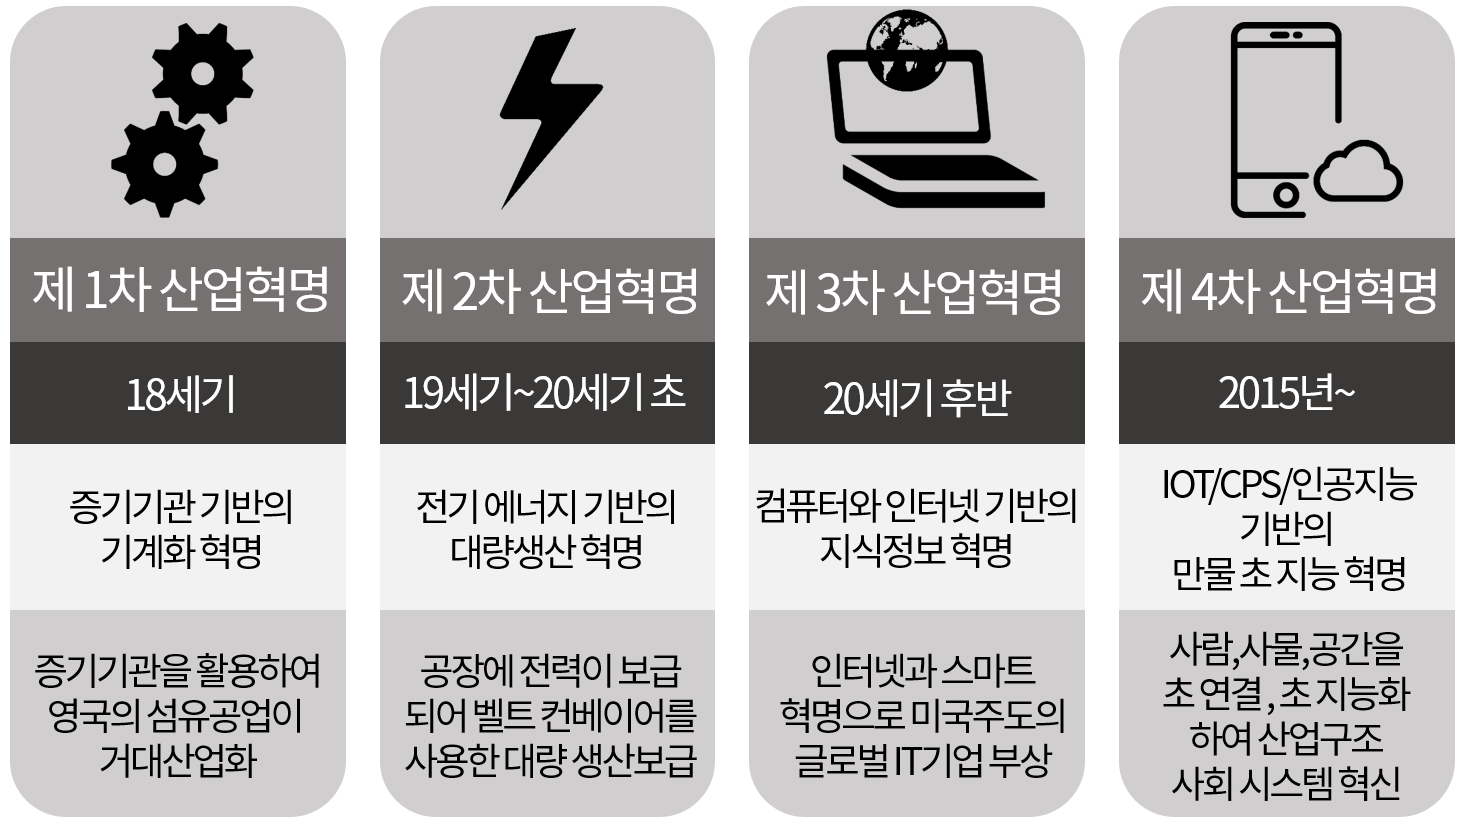 제 1차 산업혁명
18세기
증기기관 기반의
기계화 혁명
증기기관을 활용하여
영국의 섬유공업이
거대산업화
제 2차 산업혁명
19세기~20세기 초
전기 에너지 기반의
대량생산 혁명
공장에 전력이 보급
되어 벨트 컨베이어를
사용한 대량 생산보급
제 3차 산업혁명
20세기 후반
컴퓨터와 인터넷 기반의
지식정보 혁명
인터넷과 스마트
혁명으로 미국주도의
글로벌 IT기업 부상
제 4차 산업혁명
2015년~
IOT/CPS/인공지능
기반의
만물 초 지능 혁명
사람,사물,공간을
초 연결 , 초 지능화
하여 산업구조
사회 시스템 혁신